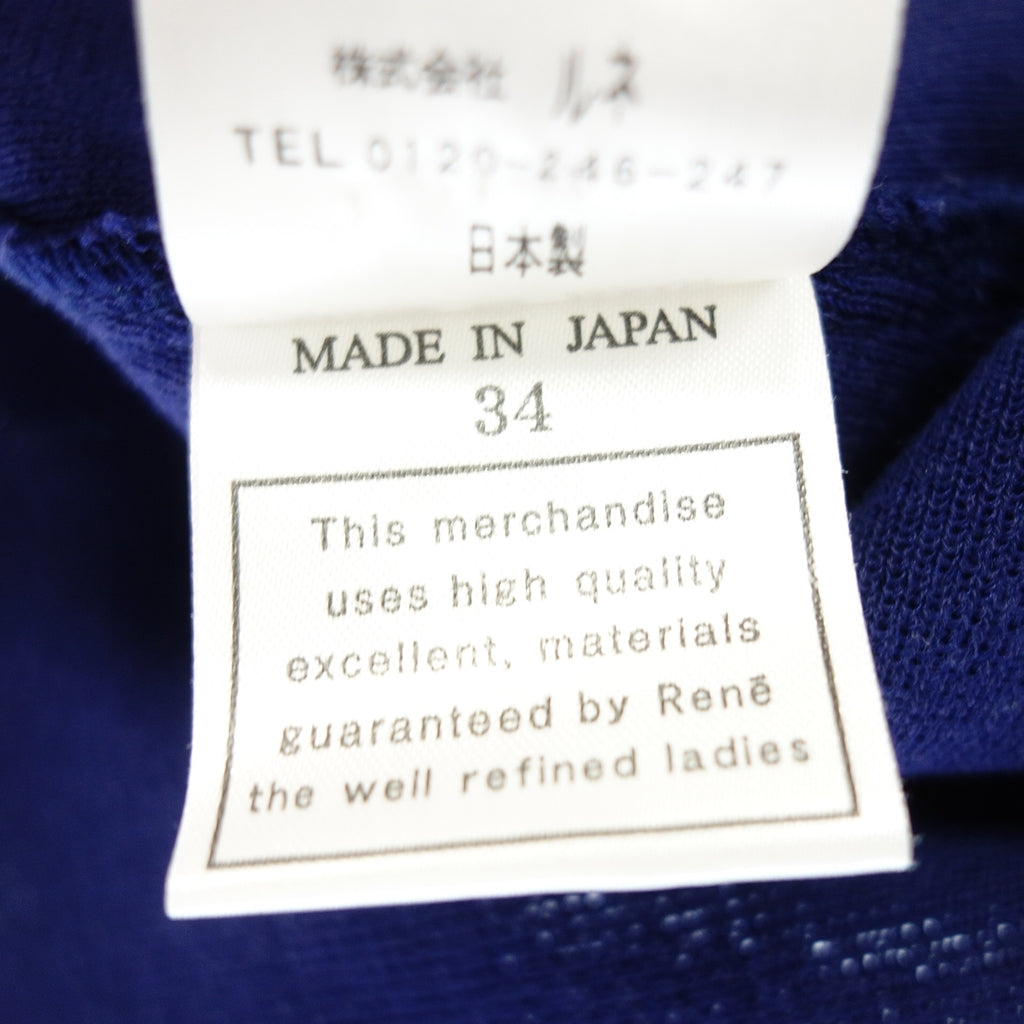 株式会社 ルネ
TEL 0120-246-247
日本製
MADE IN JAPAN
34
This merchandise
uses high quality
excellent, materials
guaranteed by Renē
the well refined ladies